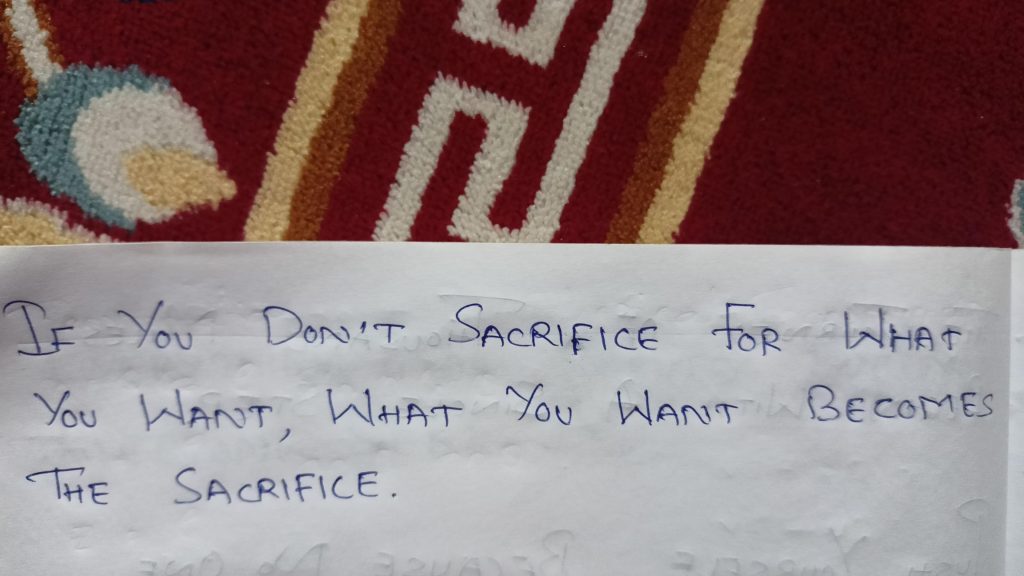 If You Don't Sacrifice For What
You Want, What You Want Becomes
The Sacrifice.